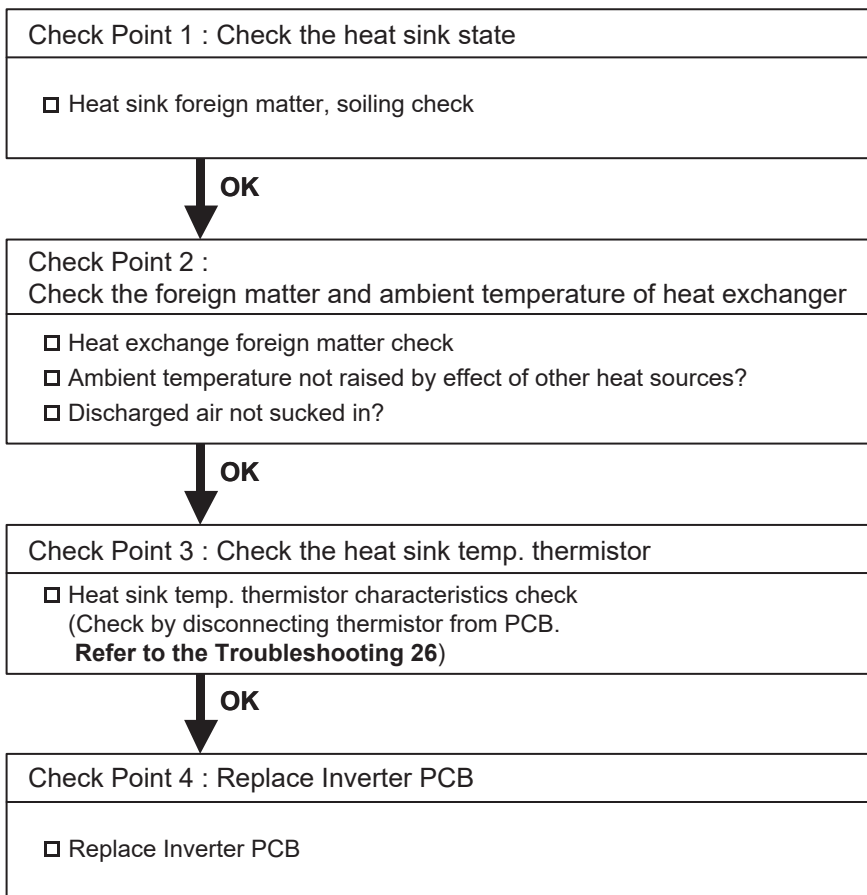 Check Point 1 : Check the heat sink state
Heat sink foreign matter, soiling check
OK
Check Point 2 :
Check the foreign matter and ambient temperature of heat exchanger
Heat exchange foreign matter check
Ambient temperature not raised by effect of other heat sources?
Discharged air not sucked in?
OK
Check Point 3 : Check the heat sink temp. thermistor
Heat sink temp. thermistor characteristics check
(Check by disconnecting thermistor from PCB.
Refer to the Troubleshooting 26)
OK
Check Point 4 : Replace Inverter PCB
Replace Inverter PCB